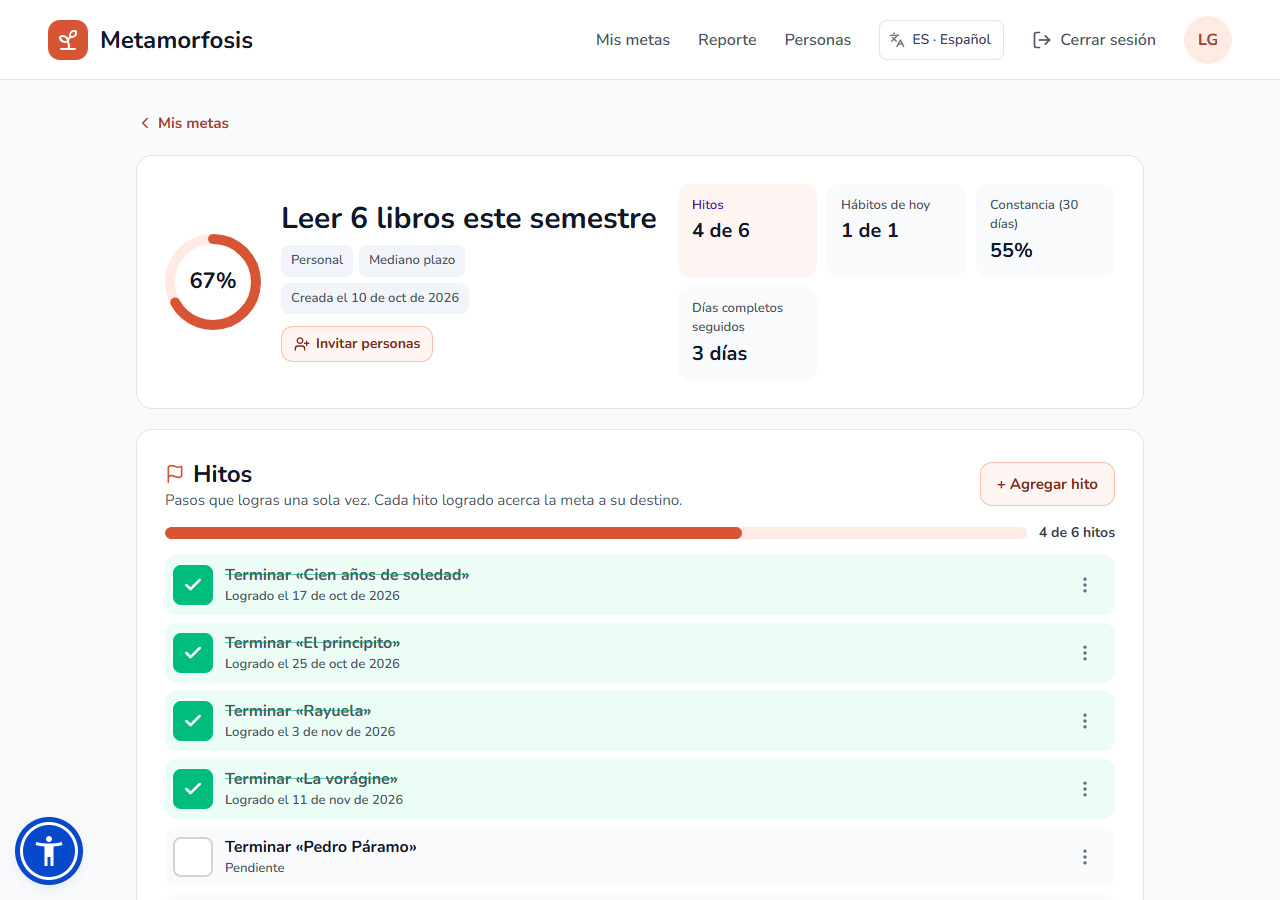 Metamorfosis
Mis metas
Reporte
Personas
ES · Español
Cerrar sesión
LG
Mis metas
67%
Leer 6 libros este semestre
Personal
Mediano plazo
Creada el 10 de oct de 2026
Invitar personas
Hitos
4 de 6
Hábitos de hoy
1 de 1
Constancia (30
días)
55%
Días completos
seguidos
3 días
Hitos
Pasos que logras una sola vez. Cada hito logrado acerca la meta a su destino.
+ Agregar hito
4 de 6 hitos
Terminar «Cien años de soledad»
Logrado el 17 de oct de 2026
Terminar «El principito»
Logrado el 25 de oct de 2026
Terminar «Rayuela»
Logrado el 3 de nov de 2026
Terminar «La vorágine»
Logrado el 11 de nov de 2026
Terminar «Pedro Páramo»
Pendiente